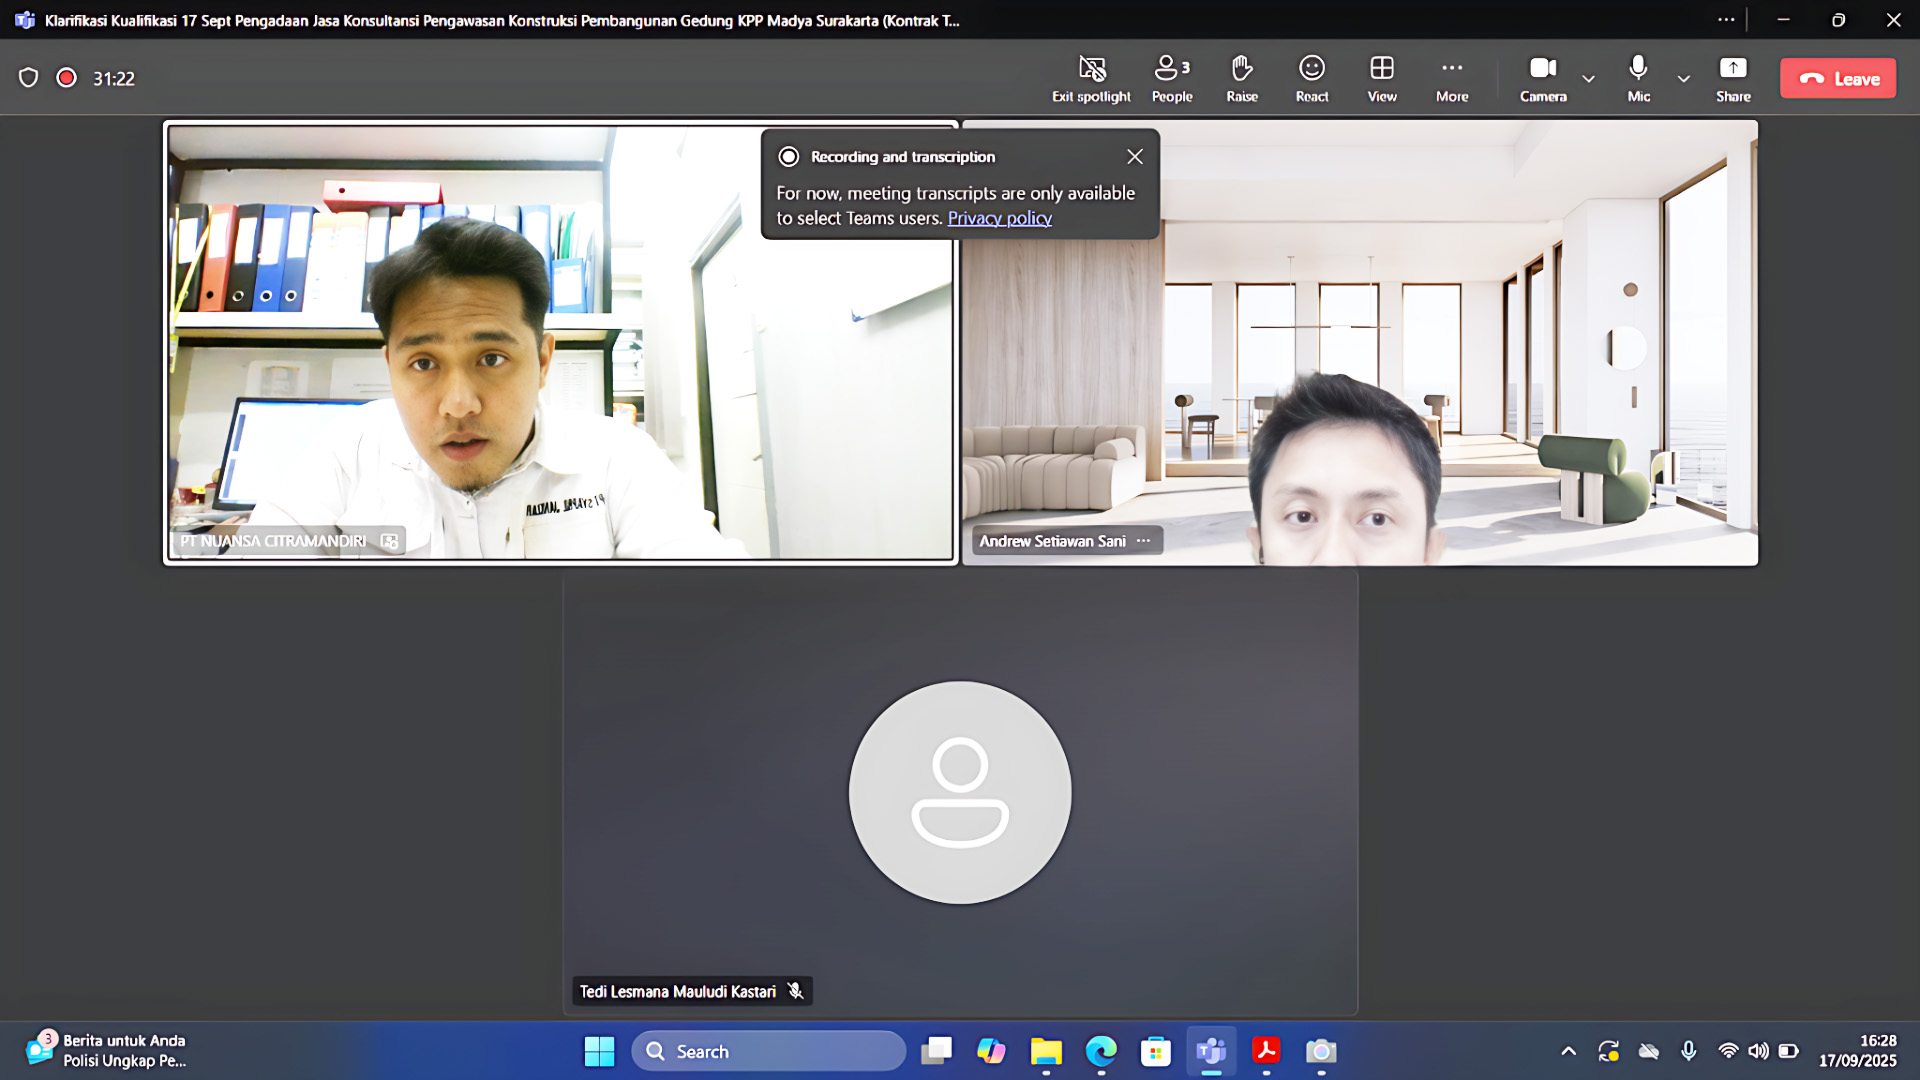 Klarifikasi Kualifikasi 17 Sept Pengadaan Jasa Konsultansi Pengawasan Konstruksi Pembangunan Gedung KPP Madya Surakarta (Kontrak T...
31:22
Exit spotlight
People
3
Raise
React
View
More
Camera
Mic
Share
Leave
Recording and transcription
For now, meeting transcripts are only available
to select Teams users. Privacy policy
PT NUANSA CITRAMANDIRI
Andrew Setiawan Sani ...
Tedi Lesmana Mauludi Kastari
3
Berita untuk Anda
Polisi Ungkap Pe...
Search
16:28
17/09/2025